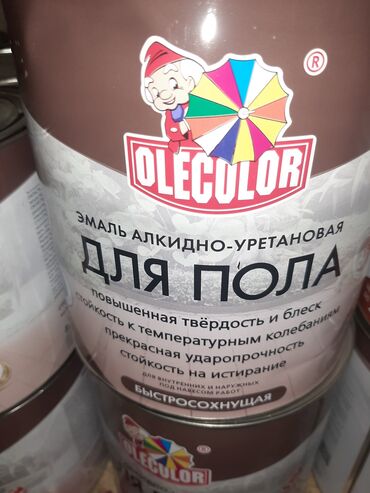 ®
OLECOLOR
ЭМАЛЬ АЛКИДНО-УРЕТАНОВАЯ
ДЛЯ ПОЛА
повышенная твёрдость и блеск
стойкость к температурным колебаниям
прекрасная ударопрочность
стойкость на истирание
ДЛЯ ВНУТРЕННИХ И НАРУЖНЫХ
ПОД НАВЕСОМ РАБОТ
БЫСТРОСОХНУЩАЯ
®
OLECOLOR